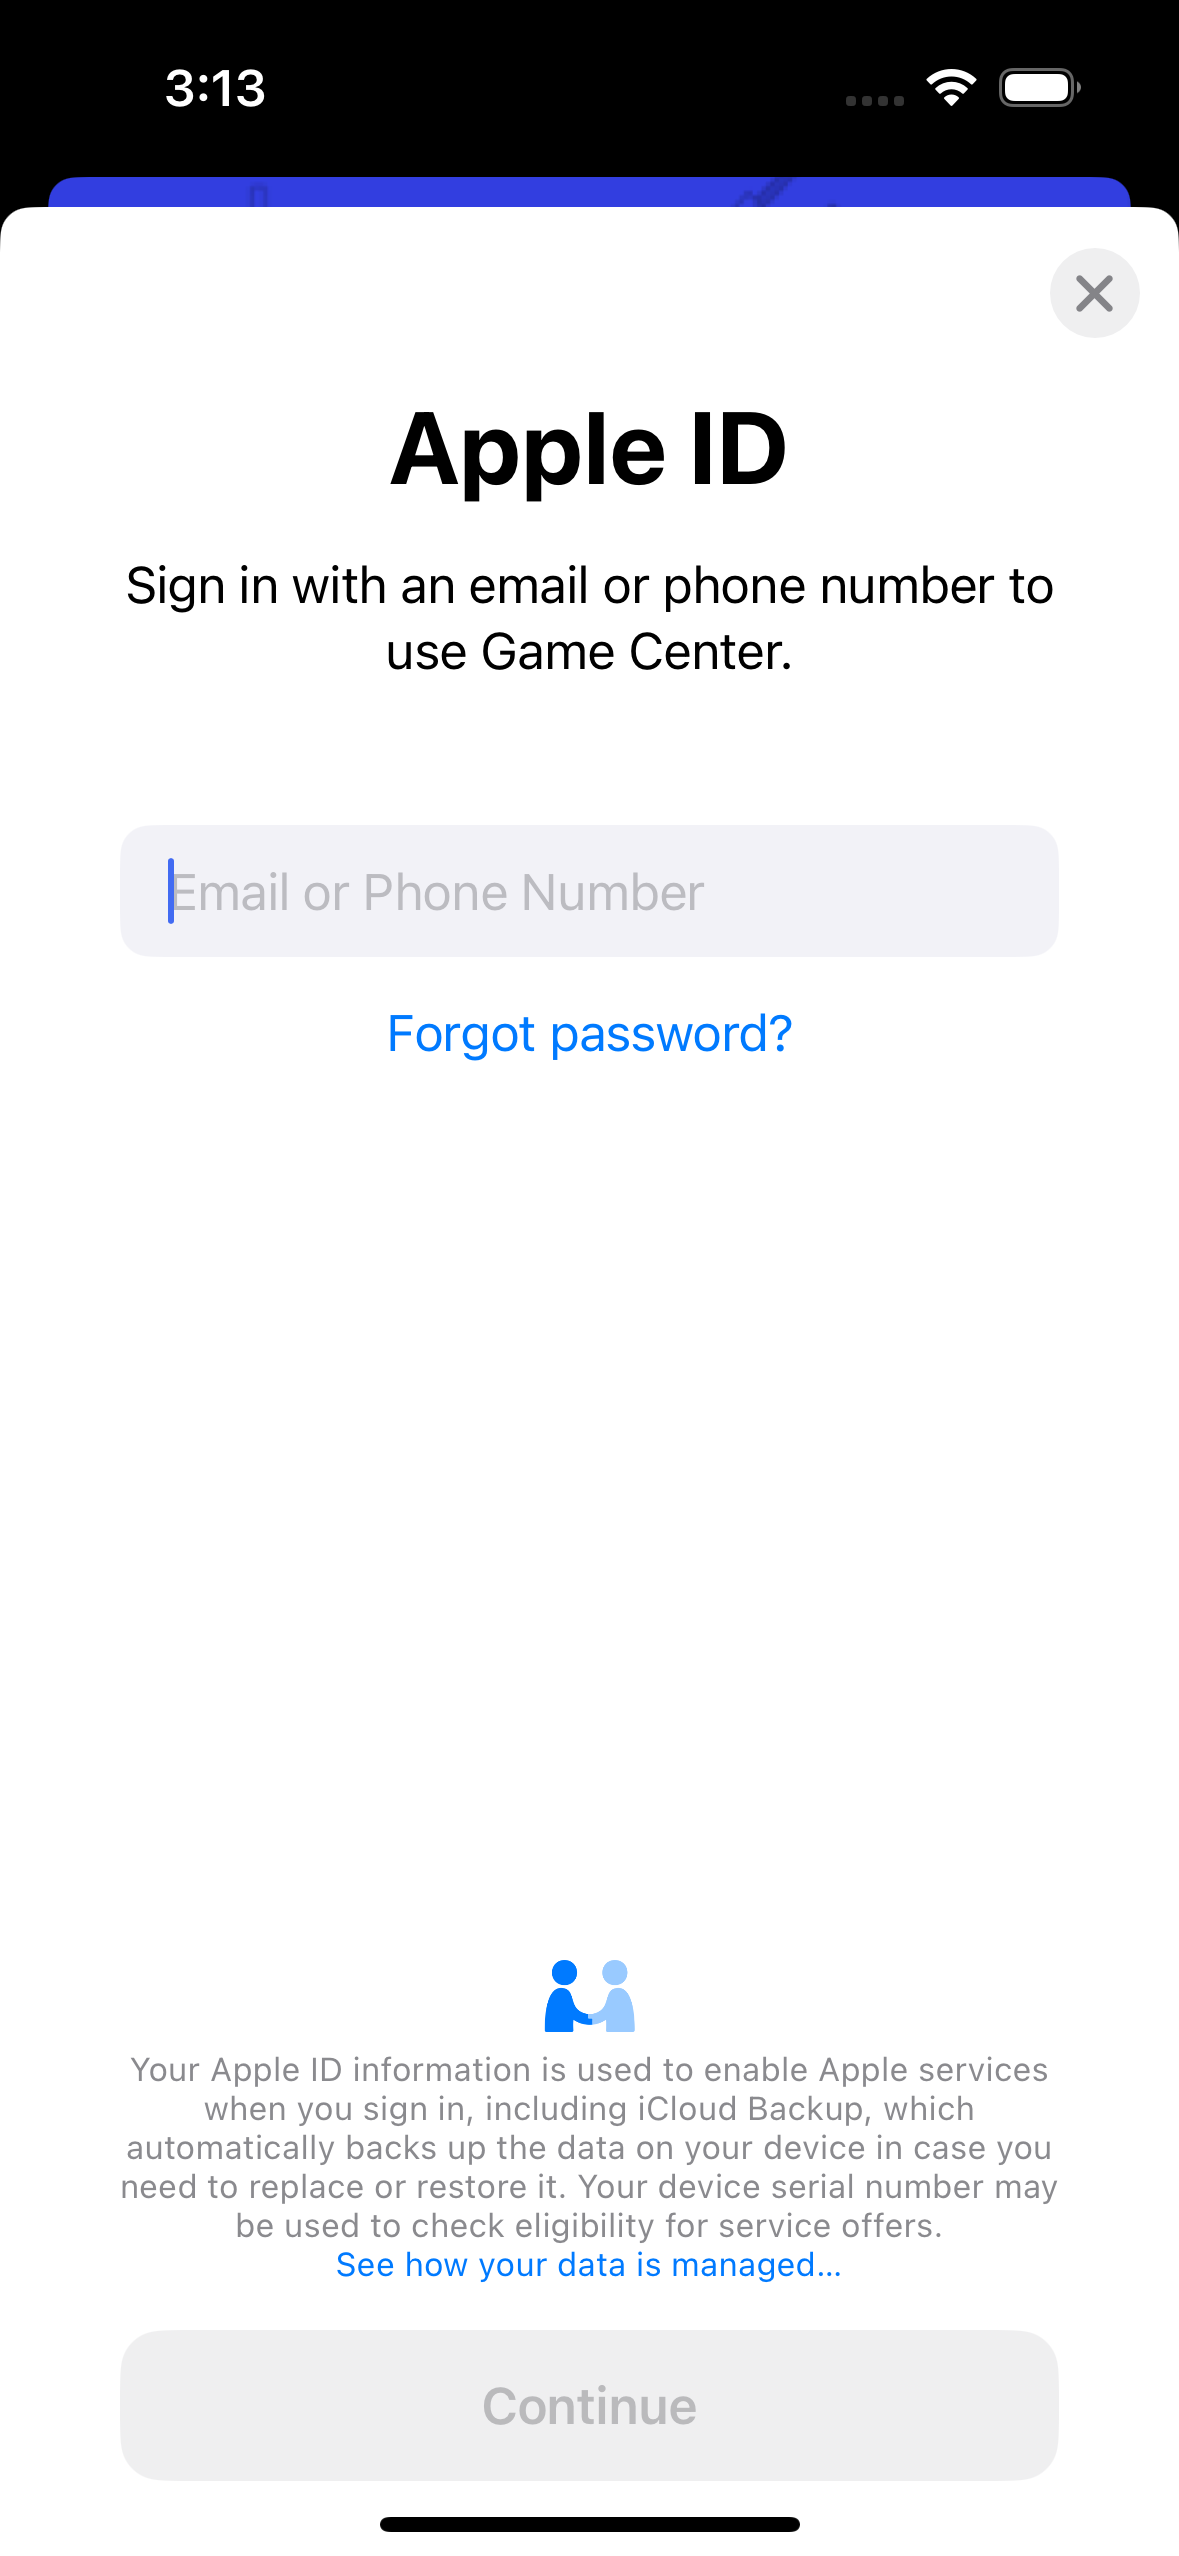 3:13
Apple ID
Sign in with an email or phone number to
use Game Center.
Email or Phone Number
Forgot password?
Your Apple ID information is used to enable Apple services
when you sign in, including iCloud Backup, which
automatically backs up the data on your device in case you
need to replace or restore it. Your device serial number may
be used to check eligibility for service offers.
See how your data is managed...
Continue